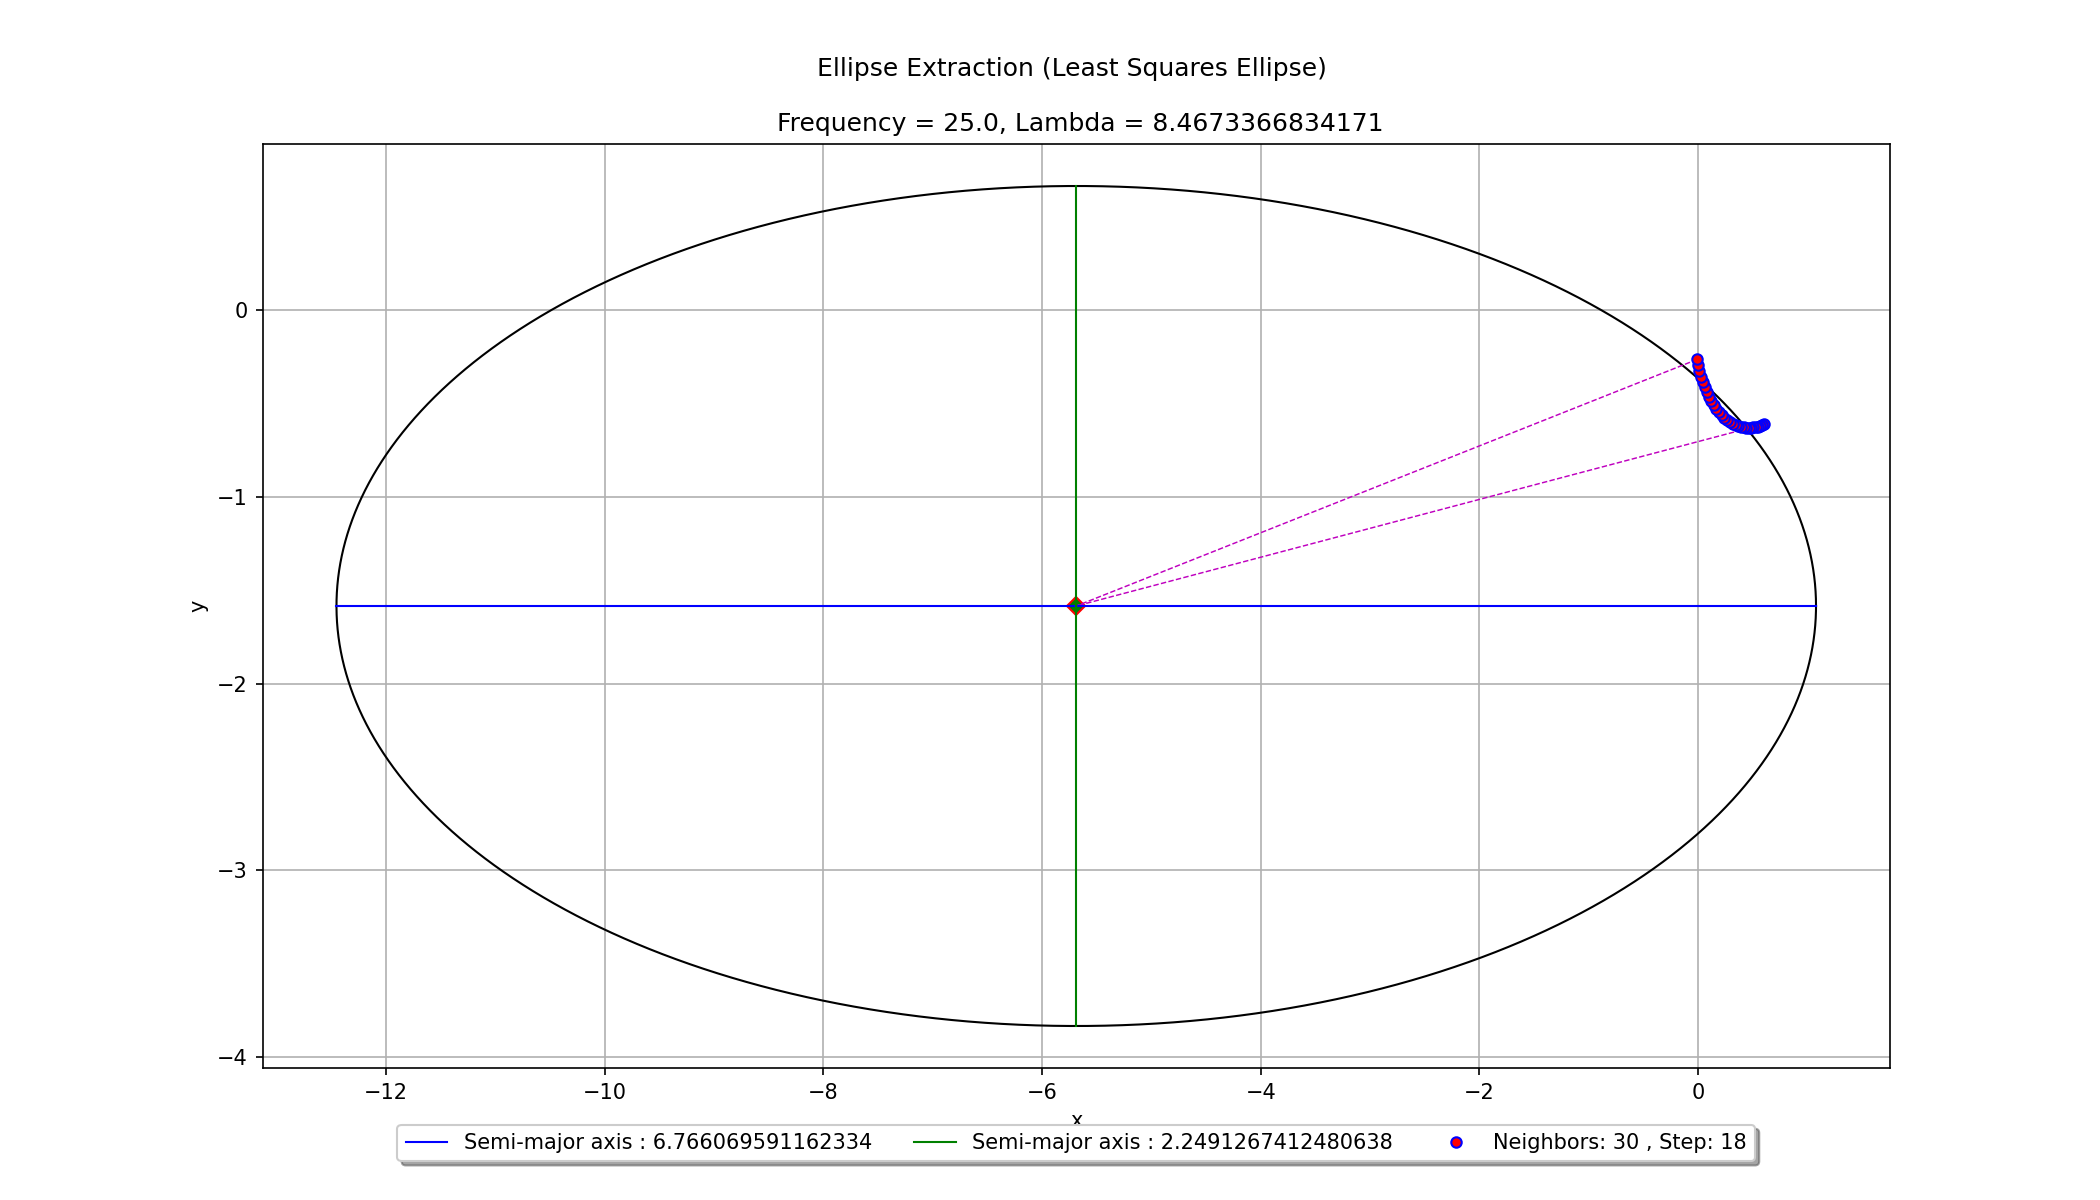 Ellipse Extraction (Least Squares Ellipse)
Frequency = 25.0, Lambda = 8.4673366834171
0
−1
−2
−3
−4
y
−12 −10 −8 −6 −4 −2 0
x
Semi-major axis : 6.766069591162334 Semi-major axis : 2.2491267412480638 Neighbors: 30 , Step: 18